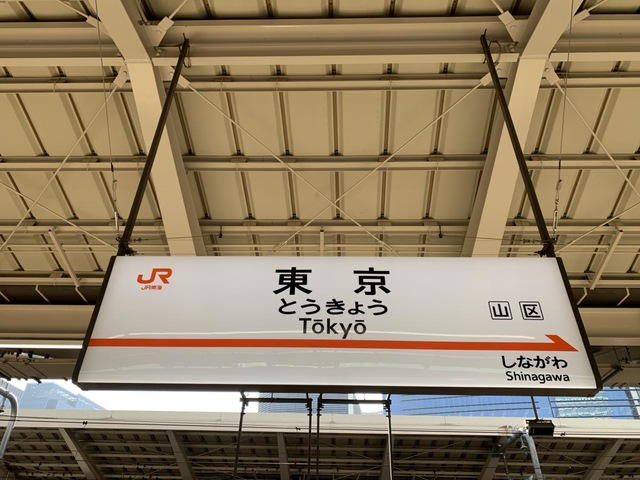 JR
JR東海
東京
とうきょう
Tōkyō
山区
しながわ
Shinagawa